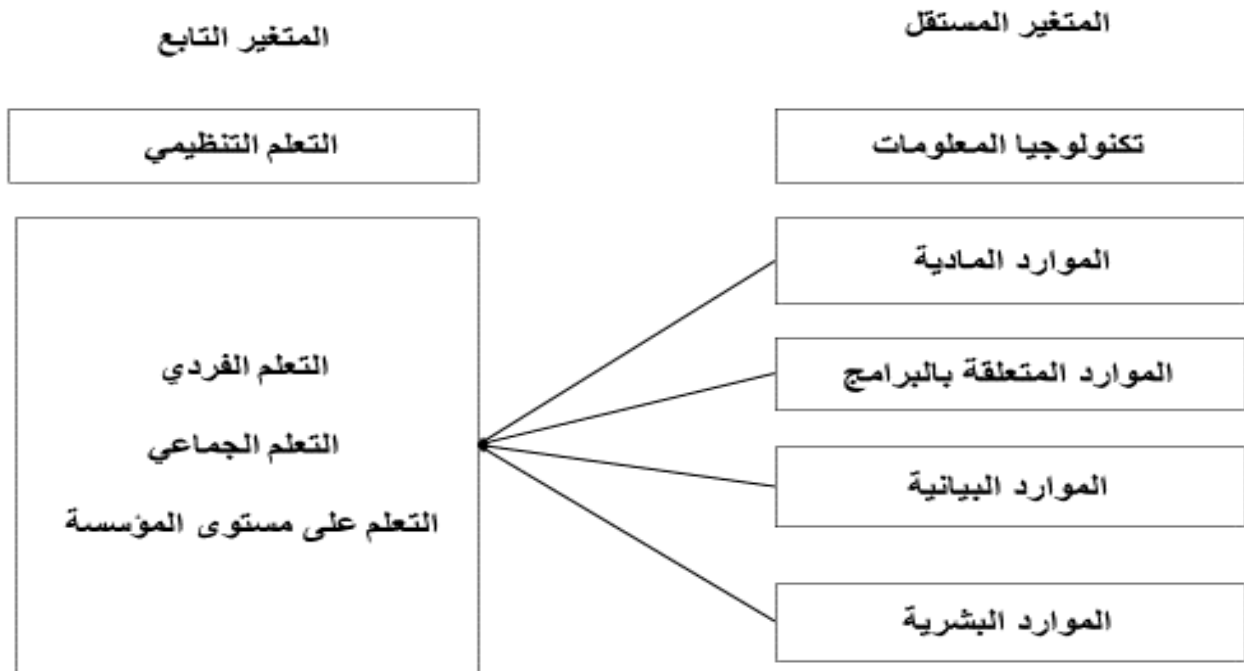 المتغير المستقل
المتغير التابع
تكنولوجيا المعلومات
التعلم التنظيمي
الموارد المادية
الموارد المتعلقة بالبرامج
الموارد البيانية
الموارد البشرية
التعلم الفردي
التعلم الجماعي
التعلم على مستوى المؤسسة